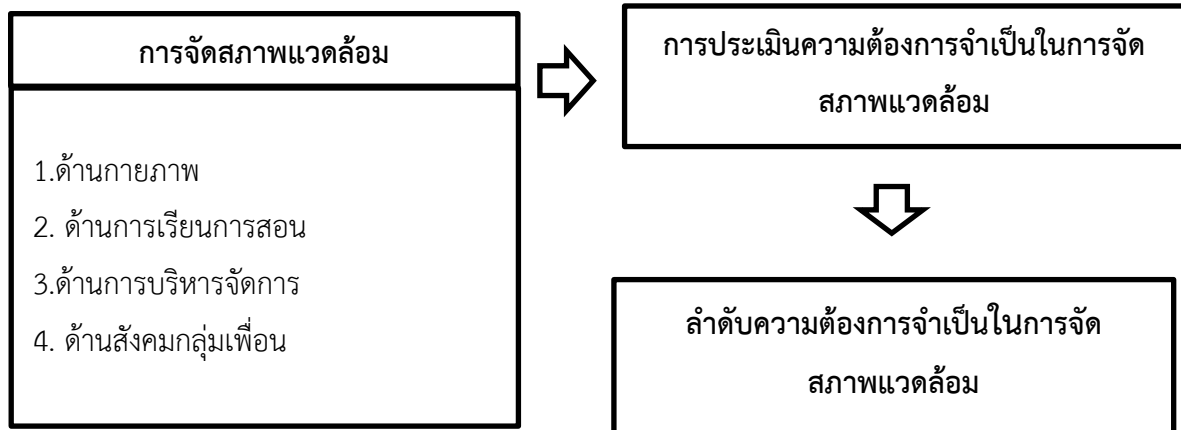 การจัดสภาพแวดล้อม
1.ด้านกายภาพ
2. ด้านการเรียนการสอน
3.ด้านการบริหารจัดการ
4. ด้านสังคมกลุ่มเพื่อน
การประเมินความต้องการจำเป็นในการจัด
สภาพแวดล้อม
ลำดับความต้องการจำเป็นในการจัด
สภาพแวดล้อม